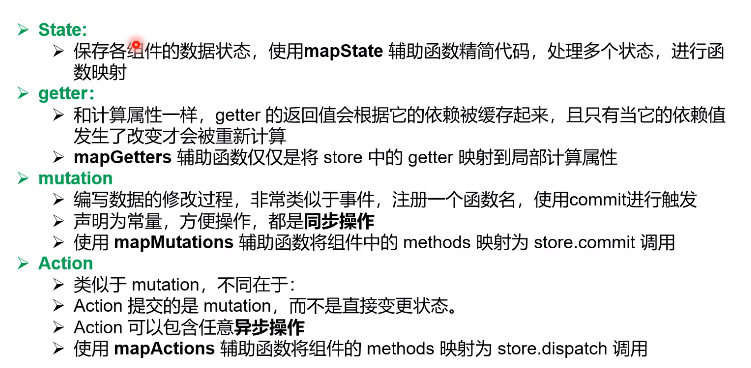 State:
保存各组件的数据状态，使用mapState 辅助函数精简代码，处理多个状态，进行函
数映射
getter：
和计算属性一样，getter 的返回值会根据它的依赖被缓存起来，且只有当它的依赖值
发生了改变才会被重新计算
mapGetters 辅助函数仅仅是将 store 中的 getter 映射到局部计算属性
mutation
编写数据的修改过程，非常类似于事件，注册一个函数名，使用commit进行触发
声明为常量，方便操作，都是同步操作
使用 mapMutations 辅助函数将组件中的 methods 映射为 store.commit 调用
Action
类似于 mutation，不同在于：
Action 提交的是 mutation，而不是直接变更状态。
Action 可以包含任意异步操作
使用 mapActions 辅助函数将组件的 methods 映射为 store.dispatch 调用